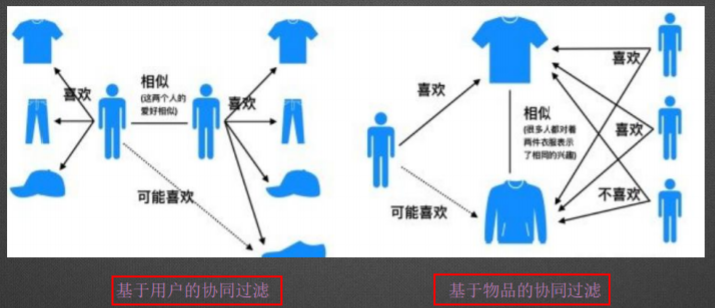 相似
(这两个人的
爱好相似)
喜欢
喜欢
可能喜欢
喜欢
相似
(很多人都对着
两件衣服表示
了相同的兴趣)
可能喜欢
喜欢
喜欢
不喜欢
基于用户的协同过滤
基于物品的协同过滤